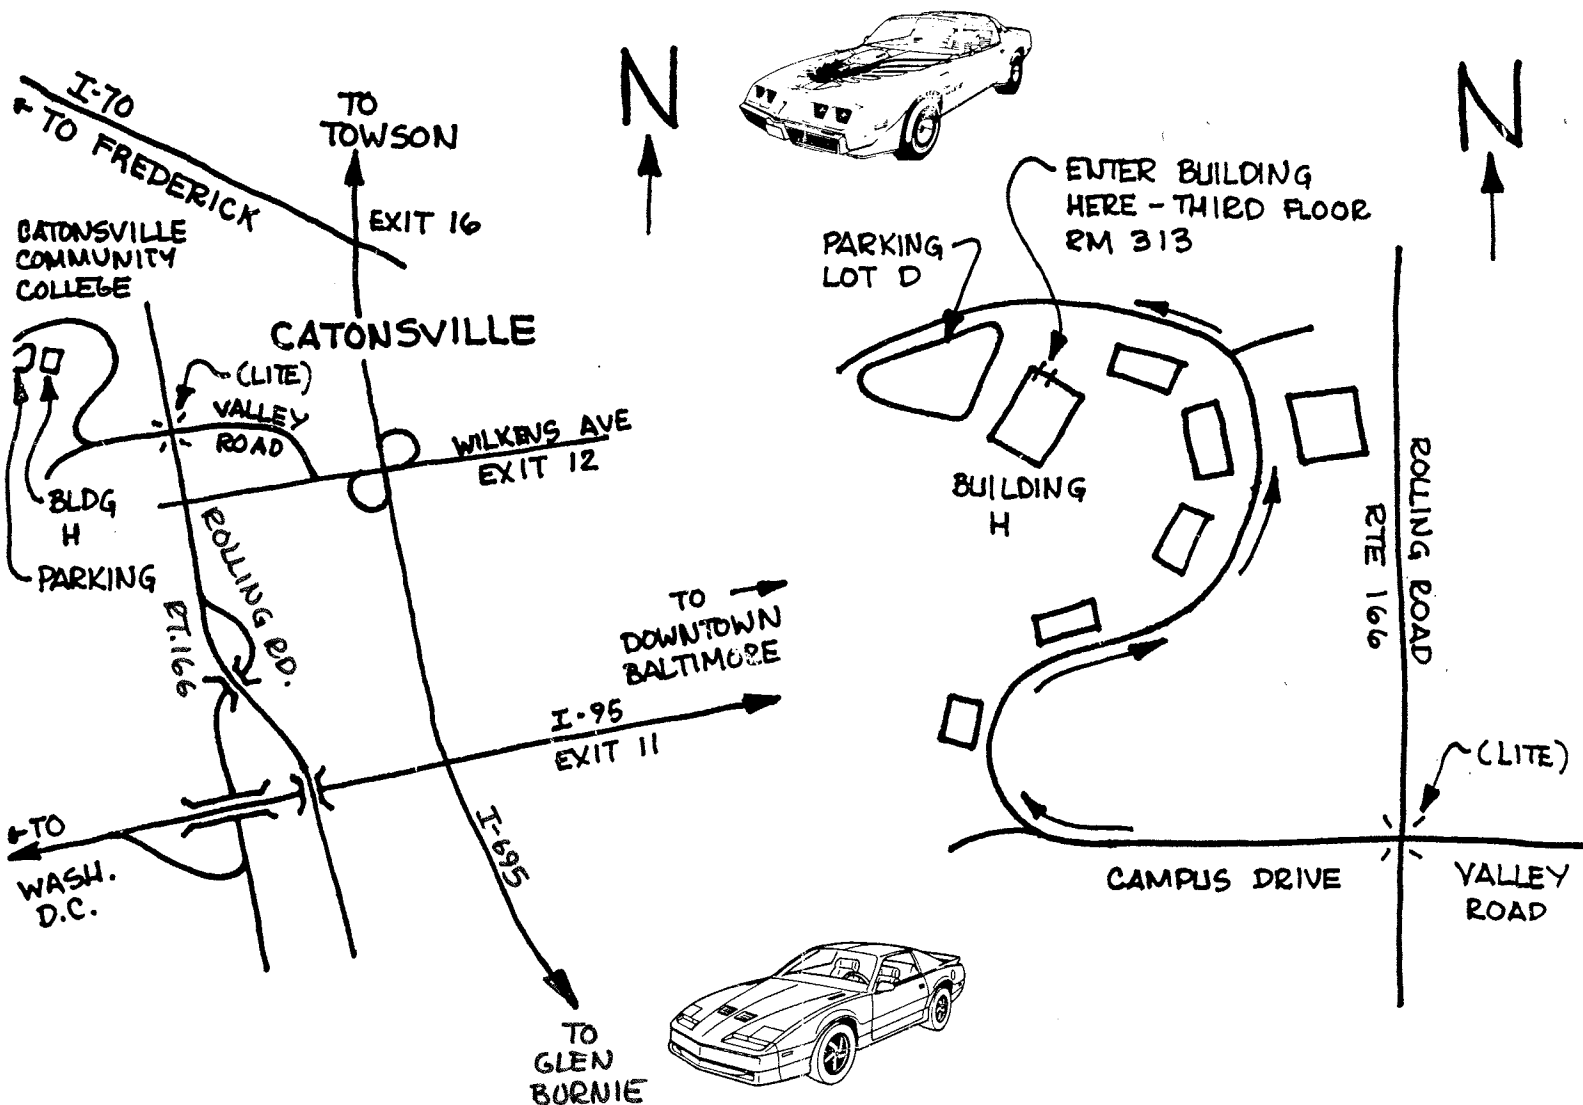 I-70
← TO FREDERICK
TO
TOWSON
EXIT 16
N
CATONSVILLE
COMMUNITY
COLLEGE
CATONSVILLE
(LITE)
VALLEY
ROAD
WILKENS AVE
EXIT 12
BLDG
H
PARKING
ROLLING RD.
RT.166
TO
DOWNTOWN
BALTIMORE
I-95
EXIT 11
←TO
WASH.
D.C.
I-695
TO
GLEN
BURNIE
N
ENTER BUILDING
HERE - THIRD FLOOR
RM 313
PARKING
LOT D
BUILDING
H
ROLLING ROAD
RTE 166
(LITE)
CAMPUS DRIVE
VALLEY
ROAD